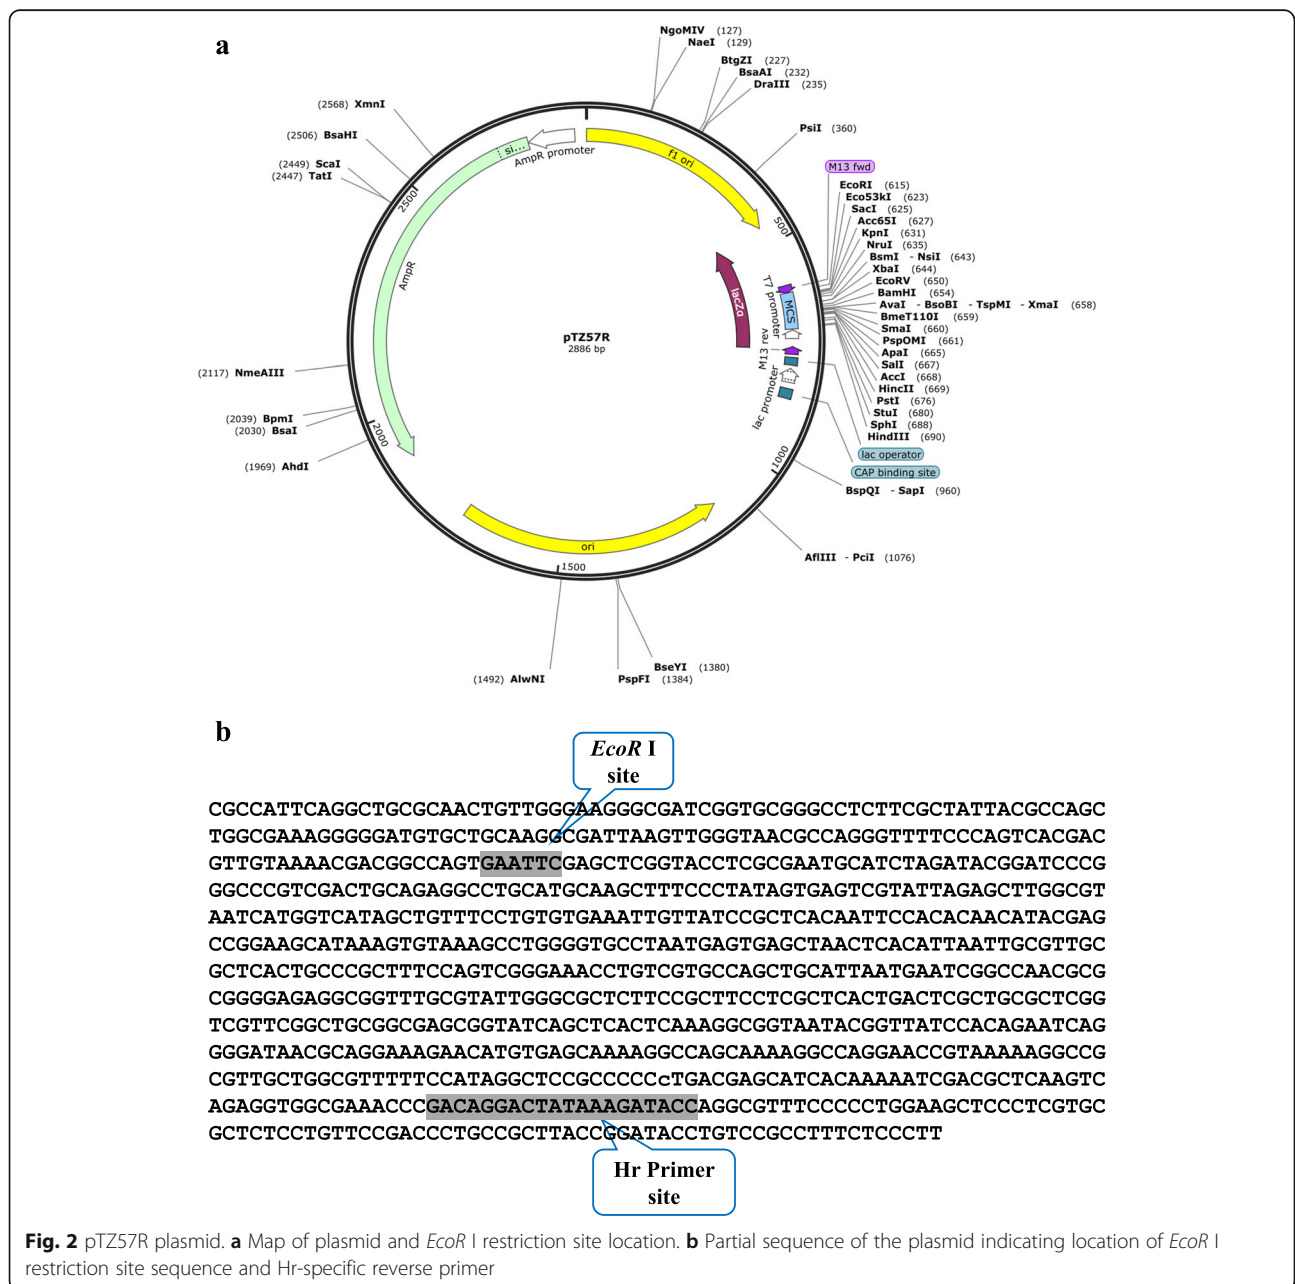 a
NgoMIV (127)
NaeI (129)
BtgZI (227)
BsaAI (232)
DraIII (235)
PsiI (360)
M13 fwd
EcoRI (615)
Eco53kI (623)
SacI (625)
Acc65I (627)
KpnI (631)
NruI (635)
BsmI - NsiI (643)
XbaI (644)
EcoRV (650)
BamHI (654)
AvaI - BsoBI - TspMI - XmaI (658)
BmeT110I (659)
SmaI (660)
PspOMI (661)
ApaI (665)
SalI (667)
AccI (668)
HincII (669)
PstI (676)
StuI (680)
SphI (688)
HindIII (690)
lac operator
CAP binding site
BspQI - SapI (960)
AflIII - PciI (1076)
BseYI (1380)
PspFI (1384)
(1492) AlwNI
(1969) AhdI
(2030) BsaI
(2039) BpmI
(2117) NmeAIII
(2447) TatI
(2449) ScaI
(2506) BsaHI
(2568) XmnI
si...
AmpR promoter
f1 ori
500
1000
1500
2000
2500
AmpR
lacZα
T7 promoter
MCS
M13 rev
lac promoter
ori
pTZ57R
2886 bp
b
EcoR I
site
CGCCATTCAGGCTGCGCAACTGTTGGGAAGGGCGATCGGTGCGGGCCTCTTCGCTATTACGCCAGC
TGGCGAAAGGGGGATGTGCTGCAAGGCGATTAAGTTGGGTAACGCCAGGGTTTTCCCAGTCACGAC
GTTGTAAAACGACGGCCAGTGAATTCGAGCTCGGTACCTCGCGAATGCATCTAGATACGGATCCCG
GGCCCGTCGACTGCAGAGGCCTGCATGCAAGCTTTCCCTATAGTGAGTCGTATTAGAGCTTGGCGT
AATCATGGTCATAGCTGTTTCCTGTGTGAAATTGTTATCCGCTCACAATTCCACACAACATACGAG
CCGGAAGCATAAAGTGTAAAGCCTGGGGTGCCTAATGAGTGAGCTAACTCACATTAATTGCGTTGC
GCTCACTGCCCGCTTTCCAGTCGGGAAACCTGTCGTGCCAGCTGCATTAATGAATCGGCCAACGCG
CGGGGAGAGGCGGTTTGCGTATTGGGCGCTCTTCCGCTTCCTCGCTCACTGACTCGCTGCGCTCGG
TCGTTCGGCTGCGGCGAGCGGTATCAGCTCACTCAAAGGCGGTAATACGGTTATCCACAGAATCAG
GGGATAACGCAGGAAAGAACATGTGAGCAAAAGGCCAGCAAAAGGCCAGGAACCGTAAAAAGGCCG
CGTTGCTGGCGTTTTTCCATAGGCTCCGCCCCCcTGACGAGCATCACAAAAATCGACGCTCAAGTC
AGAGGTGGCGAAACCCGACAGGACTATAAAGATACCAGGCGTTTCCCCCTGGAAGCTCCCTCGTGC
GCTCTCCTGTTCCGACCCTGCCGCTTACCGGATACCTGTCCGCCTTTCTCCCTT
Hr Primer
site
Fig. 2 pTZ57R plasmid. a Map of plasmid and EcoR I restriction site location. b Partial sequence of the plasmid indicating location of EcoR I
restriction site sequence and Hr-specific reverse primer